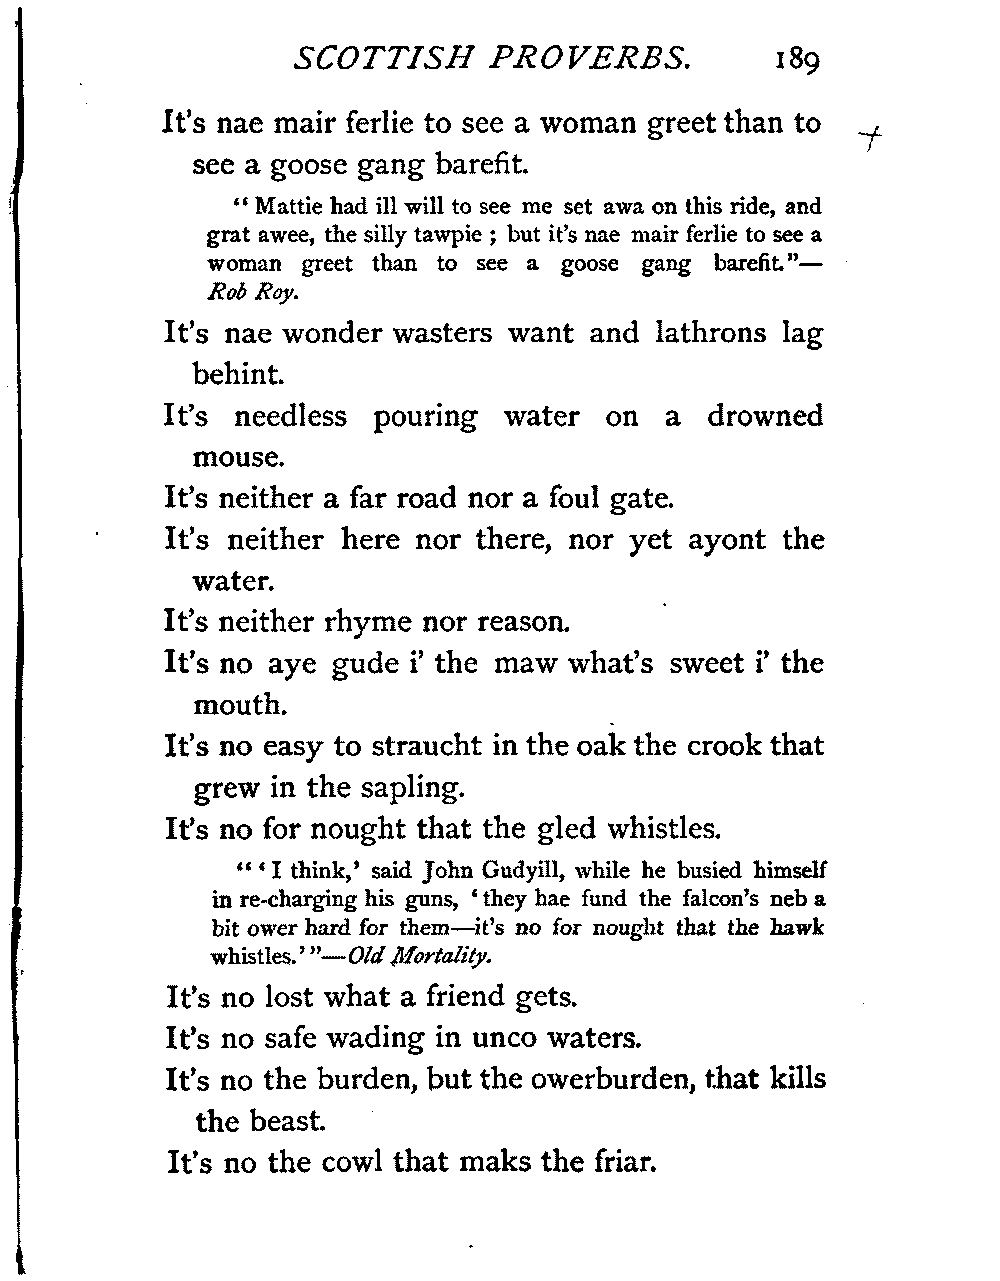 SCOTTISH PROVERBS. 189
It's nae mair ferlie to see a woman greet than to
see a goose gang barefit.
“ Mattie had ill will to see me set awa on this ride, and
grat awee, the silly tawpie ; but it's nae mair ferlie to see a
woman greet than to see a goose gang barefit.”—
Rob Roy.
It's nae wonder wasters want and lathrons lag
behint.
It's needless pouring water on a drowned
mouse.
It's neither a far road nor a foul gate.
It's neither here nor there, nor yet ayont the
water.
It's neither rhyme nor reason.
It's no aye gude i' the maw what's sweet i' the
mouth.
It's no easy to straucht in the oak the crook that
grew in the sapling.
It's no for nought that the gled whistles.
“ ‘ I think,’ said John Gudyill, while he busied himself
in re-charging his guns, ‘ they hae fund the falcon's neb a
bit ower hard for them—it's no for nought that the hawk
whistles.’ ”—Old Mortality.
It's no lost what a friend gets.
It's no safe wading in unco waters.
It's no the burden, but the owerburden, that kills
the beast.
It's no the cowl that maks the friar.